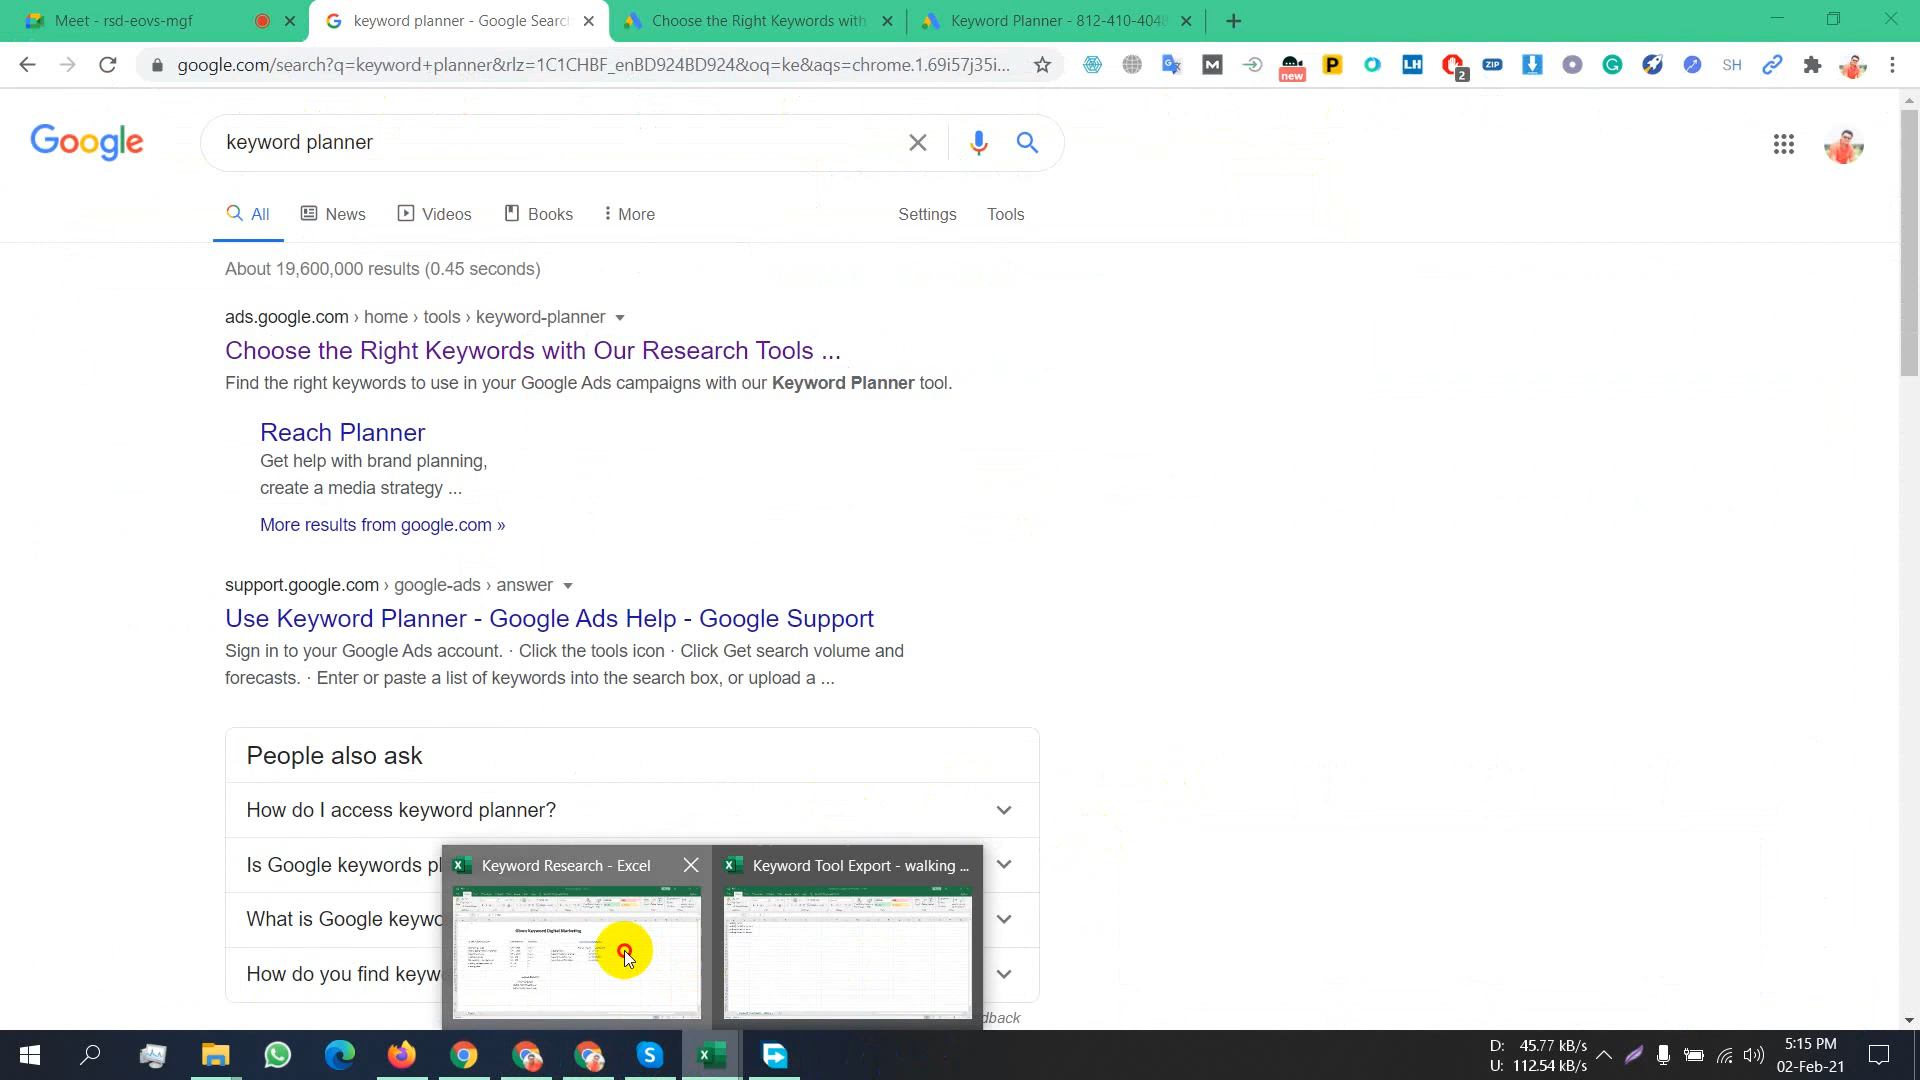 Meet - rsd-eovs-mgf
keyword planner - Google Searc
Choose the Right Keywords with
Keyword Planner - 812-410-4048
google.com/search?q=keyword+planner&rlz=1C1CHBF_enBD924BD924&oq=ke&aqs=chrome.1.69i57j35i...
new
P
LH
2
ZIP
SH
Google
keyword planner
All
News
Videos
Books
More
Settings
Tools
About 19,600,000 results (0.45 seconds)
ads.google.com › home › tools › keyword-planner
Choose the Right Keywords with Our Research Tools ...
Find the right keywords to use in your Google Ads campaigns with our Keyword Planner tool.
Reach Planner
Get help with brand planning,
create a media strategy ...
More results from google.com »
support.google.com › google-ads › answer
Use Keyword Planner - Google Ads Help - Google Support
Sign in to your Google Ads account. · Click the tools icon · Click Get search volume and
forecasts. · Enter or paste a list of keywords into the search box, or upload a ...
People also ask
How do I access keyword planner?
Is Google keywords pl
What is Google keywo
How do you find keyw
Keyword Research - Excel
Keyword Tool Export - walking ...
dback
D: 45.77 kB/s
U: 112.54 kB/s
5:15 PM
02-Feb-21